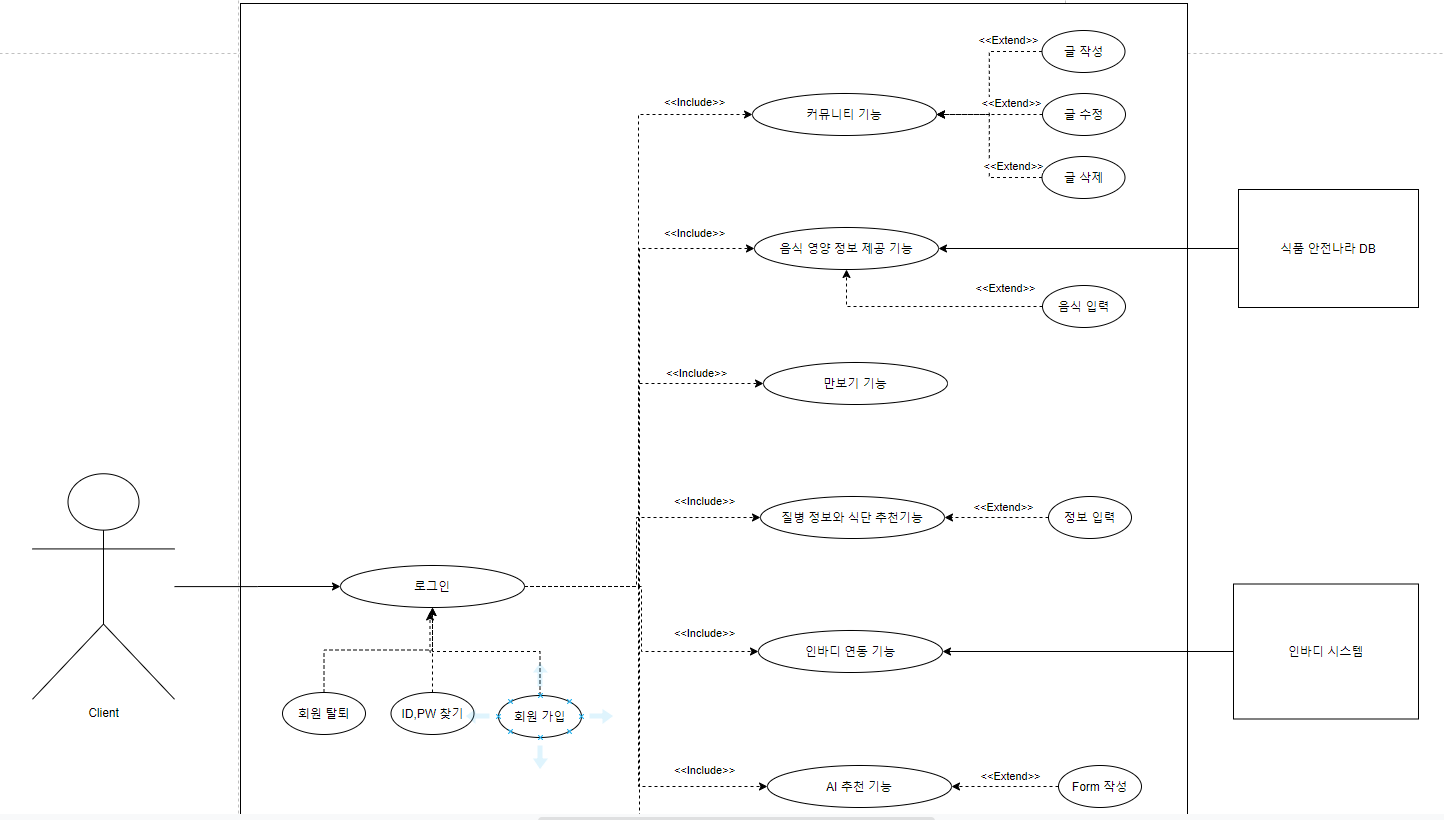 <<Extend>>
글 작성
<<Include>>
커뮤니티 기능
<<Extend>>
글 수정
<<Extend>>
글 삭제
<<Include>>
음식 영양 정보 제공 기능
식품 안전나라 DB
<<Extend>>
음식 입력
<<Include>>
만보기 기능
<<Include>>
질병 정보와 식단 추천기능
<<Extend>>
정보 입력
로그인
<<Include>>
인바디 연동 기능
인바디 시스템
Client
회원 탈퇴
ID,PW 찾기
회원 가입
<<Include>>
AI 추천 기능
<<Extend>>
Form 작성